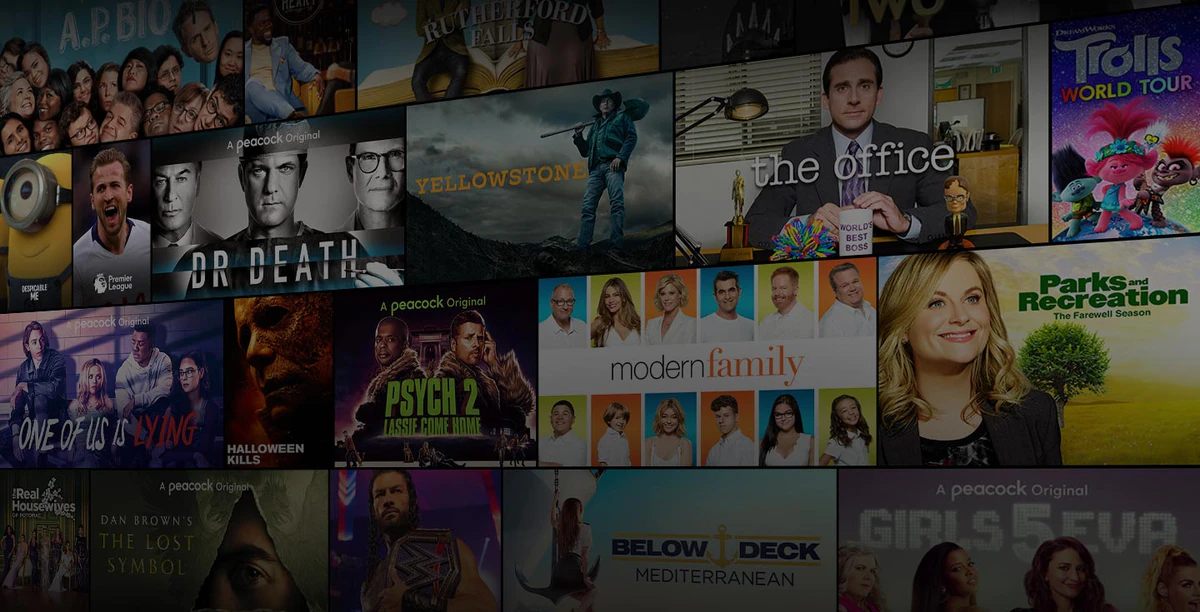 A.P. BIO
HEART
RUTHERFORD
FALLS
TWO
DREAMWORKS
Trolls
WORLD TOUR
the office
WORLD'S
BEST
BOSS
YELLOWSTONE
A peacock Original
DR DEATH
Premier
League
DESPICABLE
ME
A peacock Original
ONE OF US IS LYING
HALLOWEEN
KILLS
A peacock Original
PSYCH 2
LASSIE COME HOME
modernfamily
Parks and
Recreation
The Farewell Season
The Real
Housewives
OF POTOMAC
A peacock Original
DAN BROWN'S
THE LOST
SYMBOL
BELOW DECK
MEDITERRANEAN
A peacock Original
GIRLS5EVA